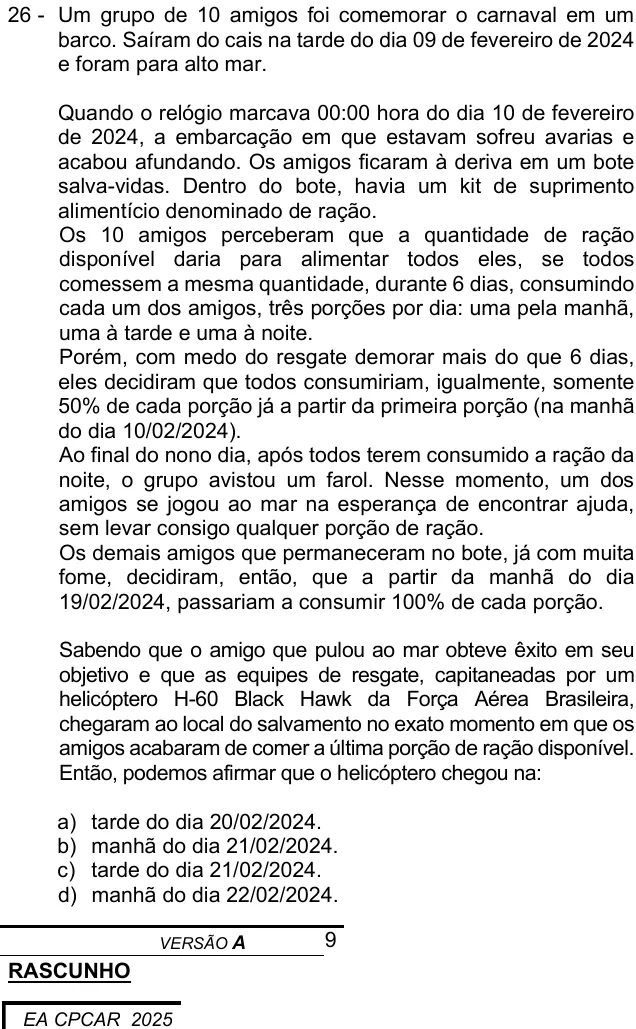 26 - Um grupo de 10 amigos foi comemorar o carnaval em um
barco. Saíram do cais na tarde do dia 09 de fevereiro de 2024
e foram para alto mar.
Quando o relógio marcava 00:00 hora do dia 10 de fevereiro
de 2024, a embarcação em que estavam sofreu avarias e
acabou afundando. Os amigos ficaram à deriva em um bote
salva-vidas. Dentro do bote, havia um kit de suprimento
alimentício denominado de ração.
Os 10 amigos perceberam que a quantidade de ração
disponível daria para alimentar todos eles, se todos
comessem a mesma quantidade, durante 6 dias, consumindo
cada um dos amigos, três porções por dia: uma pela manhã,
uma à tarde e uma à noite.
Porém, com medo do resgate demorar mais do que 6 dias,
eles decidiram que todos consumiriam, igualmente, somente
50% de cada porção já a partir da primeira porção (na manhã
do dia 10/02/2024).
Ao final do nono dia, após todos terem consumido a ração da
noite, o grupo avistou um farol. Nesse momento, um dos
amigos se jogou ao mar na esperança de encontrar ajuda,
sem levar consigo qualquer porção de ração.
Os demais amigos que permaneceram no bote, já com muita
fome, decidiram, então, que a partir da manhã do dia
19/02/2024, passariam a consumir 100% de cada porção.
Sabendo que o amigo que pulou ao mar obteve êxito em seu
objetivo e que as equipes de resgate, capitaneadas por um
helicóptero H-60 Black Hawk da Força Aérea Brasileira,
chegaram ao local do salvamento no exato momento em que os
amigos acabaram de comer a última porção de ração disponível.
Então, podemos afirmar que o helicóptero chegou na:
a) tarde do dia 20/02/2024.
b) manhã do dia 21/02/2024.
c) tarde do dia 21/02/2024.
d) manhã do dia 22/02/2024.
VERSÃO A 9
RASCUNHO
EA CPCAR 2025